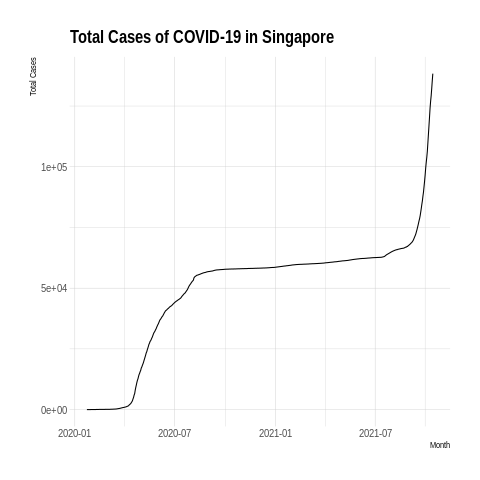 Total Cases of COVID-19 in Singapore
Total Cases
1e+05
5e+04
0e+00
2020-01 2020-07 2021-01 2021-07
Month